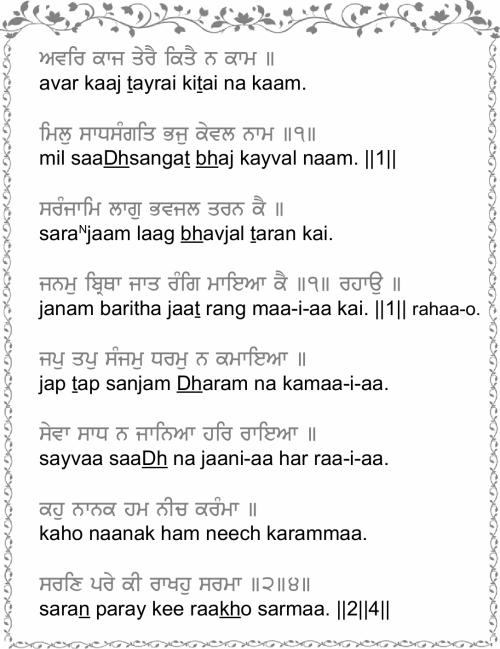 ਅਵਰਿ ਕਾਜ ਤੇਰੈ ਕਿਤੈ ਨ ਕਾਮ ॥
avar kaaj tayrai kitai na kaam.
ਮਿਲੁ ਸਾਧਸੰਗਤਿ ਭਜੁ ਕੇਵਲ ਨਾਮ ॥੧॥
mil saaDhsangat bhaj kayval naam. ||1||
ਸਰੰਜਾਮਿ ਲਾਗੁ ਭਵਜਲ ਤਰਨ ਕੈ ॥
saraNjaam laag bhavjal taran kai.
ਜਨਮੁ ਬ੍ਰਿਥਾ ਜਾਤ ਰੰਗਿ ਮਾਇਆ ਕੈ ॥੧॥ ਰਹਾਉ ॥
janam baritha jaat rang maa-i-aa kai. ||1|| rahaa-o.
ਜਪੁ ਤਪੁ ਸੰਜਮੁ ਧਰਮੁ ਨ ਕਮਾਇਆ ॥
jap tap sanjam Dharam na kamaa-i-aa.
ਸੇਵਾ ਸਾਧ ਨ ਜਾਨਿਆ ਹਰਿ ਰਾਇਆ ॥
sayvaa saaDh na jaani-aa har raa-i-aa.
ਕਹੁ ਨਾਨਕ ਹਮ ਨੀਚ ਕਰੰਮਾ ॥
kaho naanak ham neech karammaa.
ਸਰਣਿ ਪਰੇ ਕੀ ਰਾਖਹੁ ਸਰਮਾ ॥੨॥੪॥
saran paray kee raakho sarmaa. ||2||4||